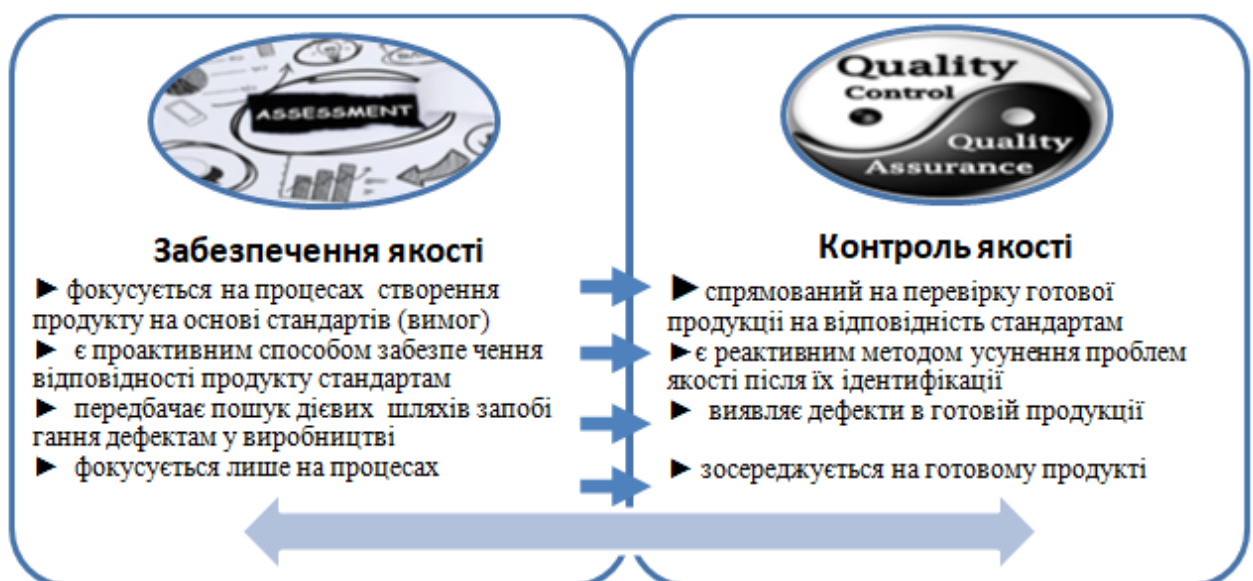 ASSESSMENT
Забезпечення якості
► фокусується на процесах створення
продукту на основі стандартів (вимог)
► є проактивним способом забезпе чення
відповідності продукту стандартам
► передбачає пошук дієвих шляхів запобі
гання дефектам у виробництві
► фокусується лише на процесах
Quality
Control
Quality
Assurance
Контроль якості
► спрямований на перевірку готової
продукціі на відповідність стандартам
► є реактивним методом усунення проблем
якості після їх ідентифікації
► виявляє дефекти в готовій продукції
► зосереджується на готовому продукті